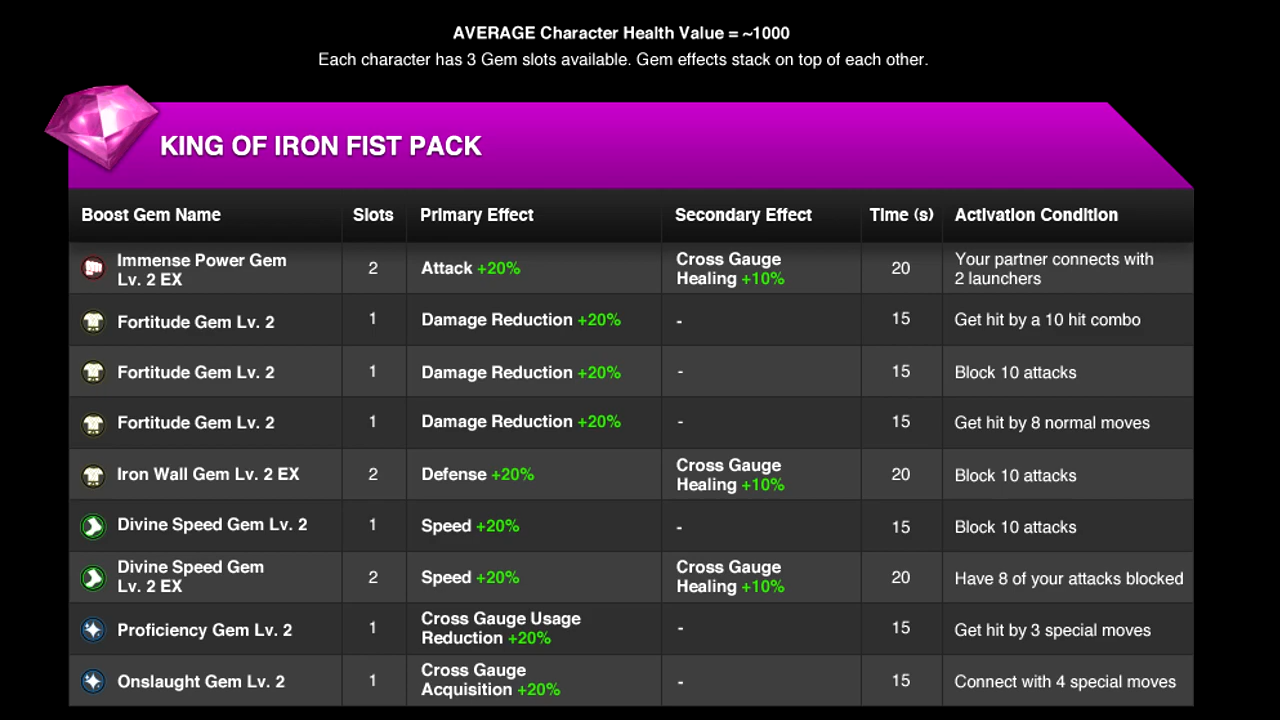 AVERAGE Character Health Value = ~1000
Each character has 3 Gem slots available. Gem effects stack on top of each other.
KING OF IRON FIST PACK
Boost Gem Name Slots Primary Effect Secondary Effect Time (s) Activation Condition
Immense Power Gem
Lv. 2 EX
2
Attack +20%
Cross Gauge
Healing +10%
20
Your partner connects with
2 launchers
Fortitude Gem Lv. 2 1 Damage Reduction +20% - 15 Get hit by a 10 hit combo
Fortitude Gem Lv. 2 1 Damage Reduction +20% - 15 Block 10 attacks
Fortitude Gem Lv. 2 1 Damage Reduction +20% - 15 Get hit by 8 normal moves
Iron Wall Gem Lv. 2 EX 2 Defense +20%
Cross Gauge
Healing +10%
20 Block 10 attacks
Divine Speed Gem Lv. 2 1 Speed +20% - 15 Block 10 attacks
Divine Speed Gem
Lv. 2 EX
2 Speed +20%
Cross Gauge
Healing +10%
20 Have 8 of your attacks blocked
Proficiency Gem Lv. 2 1
Cross Gauge Usage
Reduction +20%
- 15 Get hit by 3 special moves
Onslaught Gem Lv. 2 1
Cross Gauge
Acquisition +20%
- 15 Connect with 4 special moves